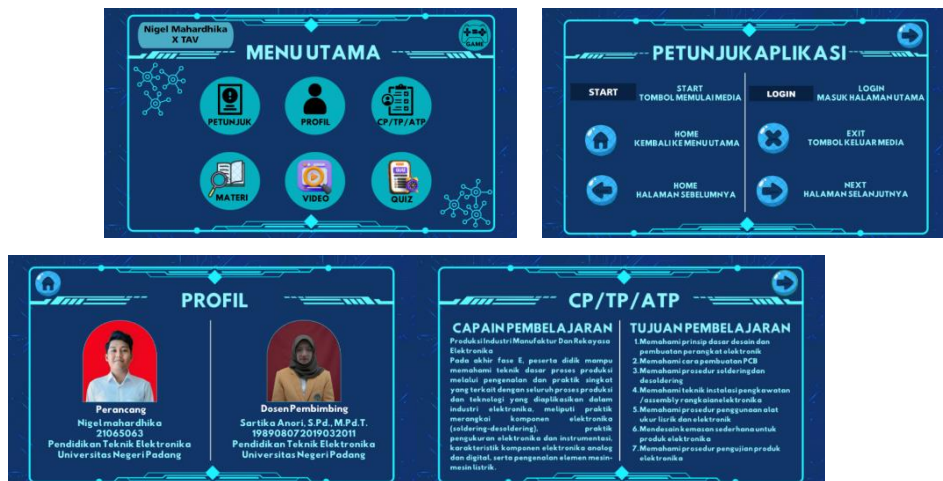 Nigel Mahardhika
X TAV
GAME
MENU UTAMA
PETUNJUK
PROFIL
CP/TP/ATP
MATERI
VIDEO
QUIZ
PETUNJUK APLIKASI
START
START
TOMBOL MEMULAI MEDIA
LOGIN
LOGIN
MASUK HALAMAN UTAMA
HOME
KEMBALI KE MENU UTAMA
EXIT
TOMBOL KELUAR MEDIA
HOME
HALAMAN SEBELUMNYA
NEXT
HALAMAN SELANJUTNYA
PROFIL
Perancang
Nigel mahardhika
21065063
Pendidikan Teknik Elektronika
Universitas Negeri Padang
Dosen Pembimbing
Sartika Anori, S.Pd., M.Pd.T.
198908072019032011
Pendidikan Teknik Elektronika
Universitas Negeri Padang
CP/TP/ATP
CAPAIN PEMBELAJARAN
Produksi Industri Manufaktur Dan Rekayasa
Elektronika
Pada akhir fase E, peserta didik mampu
memahami teknik dasar proses produksi
melalui pengenalan dan praktik singkat
yang terkait dengan seluruh proses produksi
dan teknologi yang diaplikasikan dalam
industri elektronika, meliputi praktik
merangkai komponen elektronika
(soldering-desoldering), praktik
pengukuran elektronika dan instrumentasi,
karakteristik komponen elektronika analog
dan digital, serta pengenalan elemen mesin-
mesin listrik.
TUJUAN PEMBELAJARAN
1. Memahami prinsip dasar desain dan
pembuatan perangkat elektronik
2. Memahami cara pembuatan PCB
3. Memahami prosedur soldering dan
desoldering
4. Memahami teknik instalasi pengkawatan
/assembly rangkaian elektronika
5. Memahami prosedur penggunaan alat
ukur lisrik dan elektronik
6. Mendesain kemasan sederhana untuk
produk elektronika
7. Memahami prosedur pengujian produk
elektronika